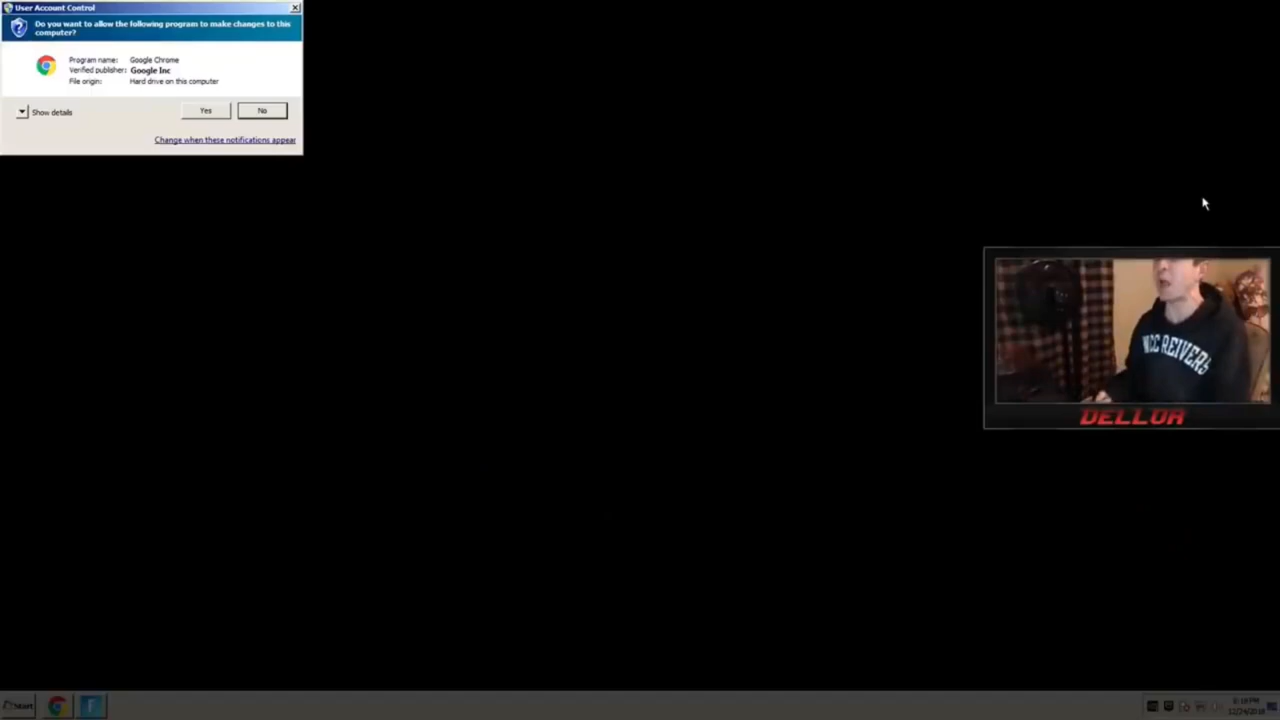 User Account Control
Do you want to allow the following program to make changes to this
computer?
Program name: Google Chrome
Verified publisher: Google Inc
File origin: Hard drive on this computer
Show details
Yes
No
Change when these notifications appear
REIVERS
DELLOR
Start